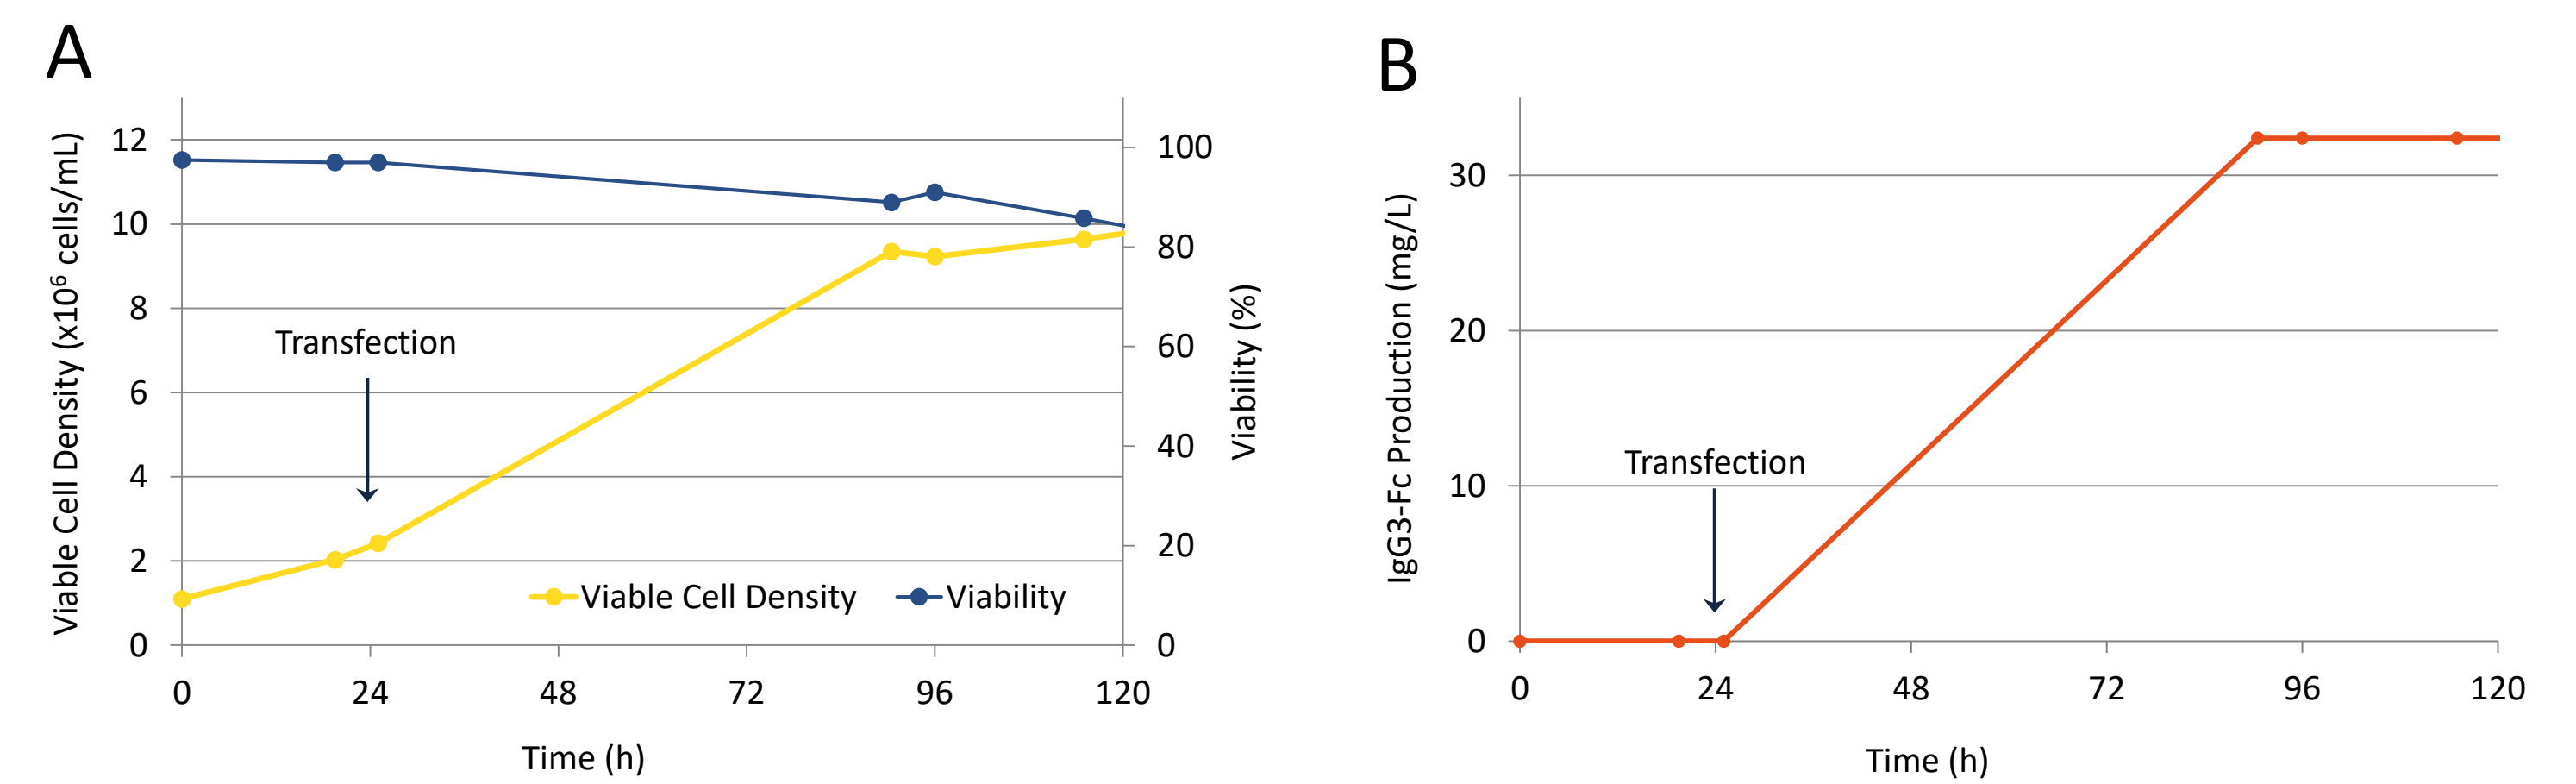 A
Viable Cell Density (x10⁶ cells/mL)
12
10
8
6
4
2
0
Transfection
Viable Cell Density
Viability
100
80
60
40
20
0
Viability (%)
0 24 48 72 96 120
Time (h)
B
IgG3-Fc Production (mg/L)
30
20
10
0
Transfection
0 24 48 72 96 120
Time (h)